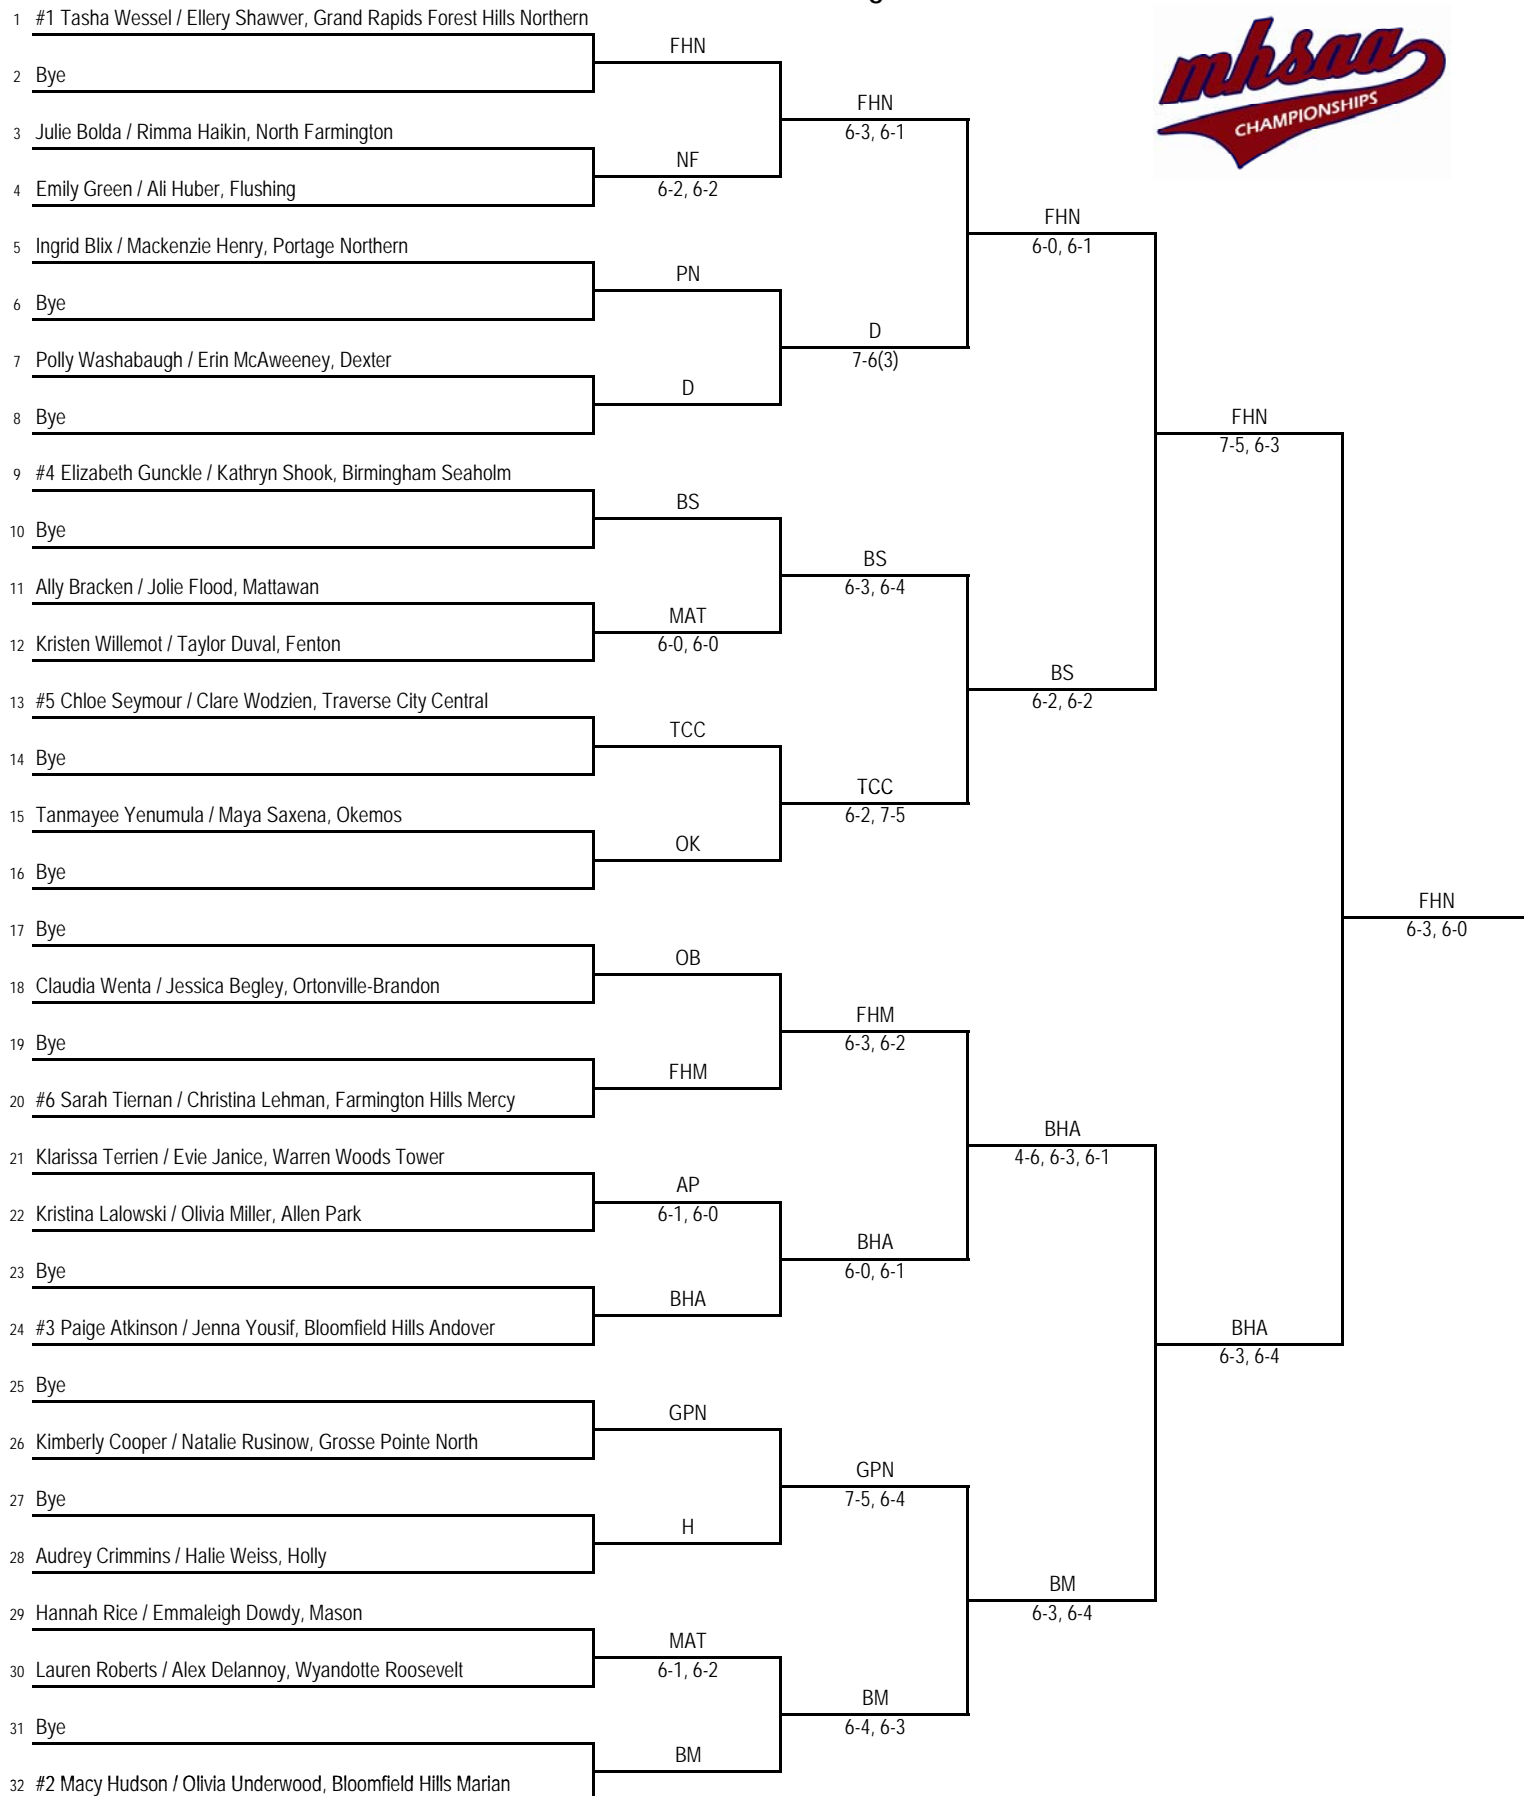 mhsaa
CHAMPIONSHIPS
1 #1 Tasha Wessel / Ellery Shawver, Grand Rapids Forest Hills Northern
FHN
2 Bye
FHN
6-3, 6-1
3 Julie Bolda / Rimma Haikin, North Farmington
NF
6-2, 6-2
4 Emily Green / Ali Huber, Flushing
FHN
6-0, 6-1
5 Ingrid Blix / Mackenzie Henry, Portage Northern
PN
6 Bye
D
7-6(3)
7 Polly Washabaugh / Erin McAweeney, Dexter
D
8 Bye
FHN
7-5, 6-3
9 #4 Elizabeth Gunckle / Kathryn Shook, Birmingham Seaholm
BS
10 Bye
BS
6-3, 6-4
11 Ally Bracken / Jolie Flood, Mattawan
MAT
6-0, 6-0
12 Kristen Willemot / Taylor Duval, Fenton
BS
6-2, 6-2
13 #5 Chloe Seymour / Clare Wodzien, Traverse City Central
TCC
14 Bye
TCC
6-2, 7-5
15 Tanmayee Yenumula / Maya Saxena, Okemos
OK
16 Bye
FHN
6-3, 6-0
17 Bye
OB
18 Claudia Wenta / Jessica Begley, Ortonville-Brandon
FHM
6-3, 6-2
19 Bye
FHM
20 #6 Sarah Tiernan / Christina Lehman, Farmington Hills Mercy
BHA
4-6, 6-3, 6-1
21 Klarissa Terrien / Evie Janice, Warren Woods Tower
AP
6-1, 6-0
22 Kristina Lalowski / Olivia Miller, Allen Park
BHA
6-0, 6-1
23 Bye
BHA
24 #3 Paige Atkinson / Jenna Yousif, Bloomfield Hills Andover
BHA
6-3, 6-4
25 Bye
GPN
26 Kimberly Cooper / Natalie Rusinow, Grosse Pointe North
GPN
7-5, 6-4
27 Bye
H
28 Audrey Crimmins / Halie Weiss, Holly
BM
6-3, 6-4
29 Hannah Rice / Emmaleigh Dowdy, Mason
MAT
6-1, 6-2
30 Lauren Roberts / Alex Delannoy, Wyandotte Roosevelt
BM
6-4, 6-3
31 Bye
BM
32 #2 Macy Hudson / Olivia Underwood, Bloomfield Hills Marian